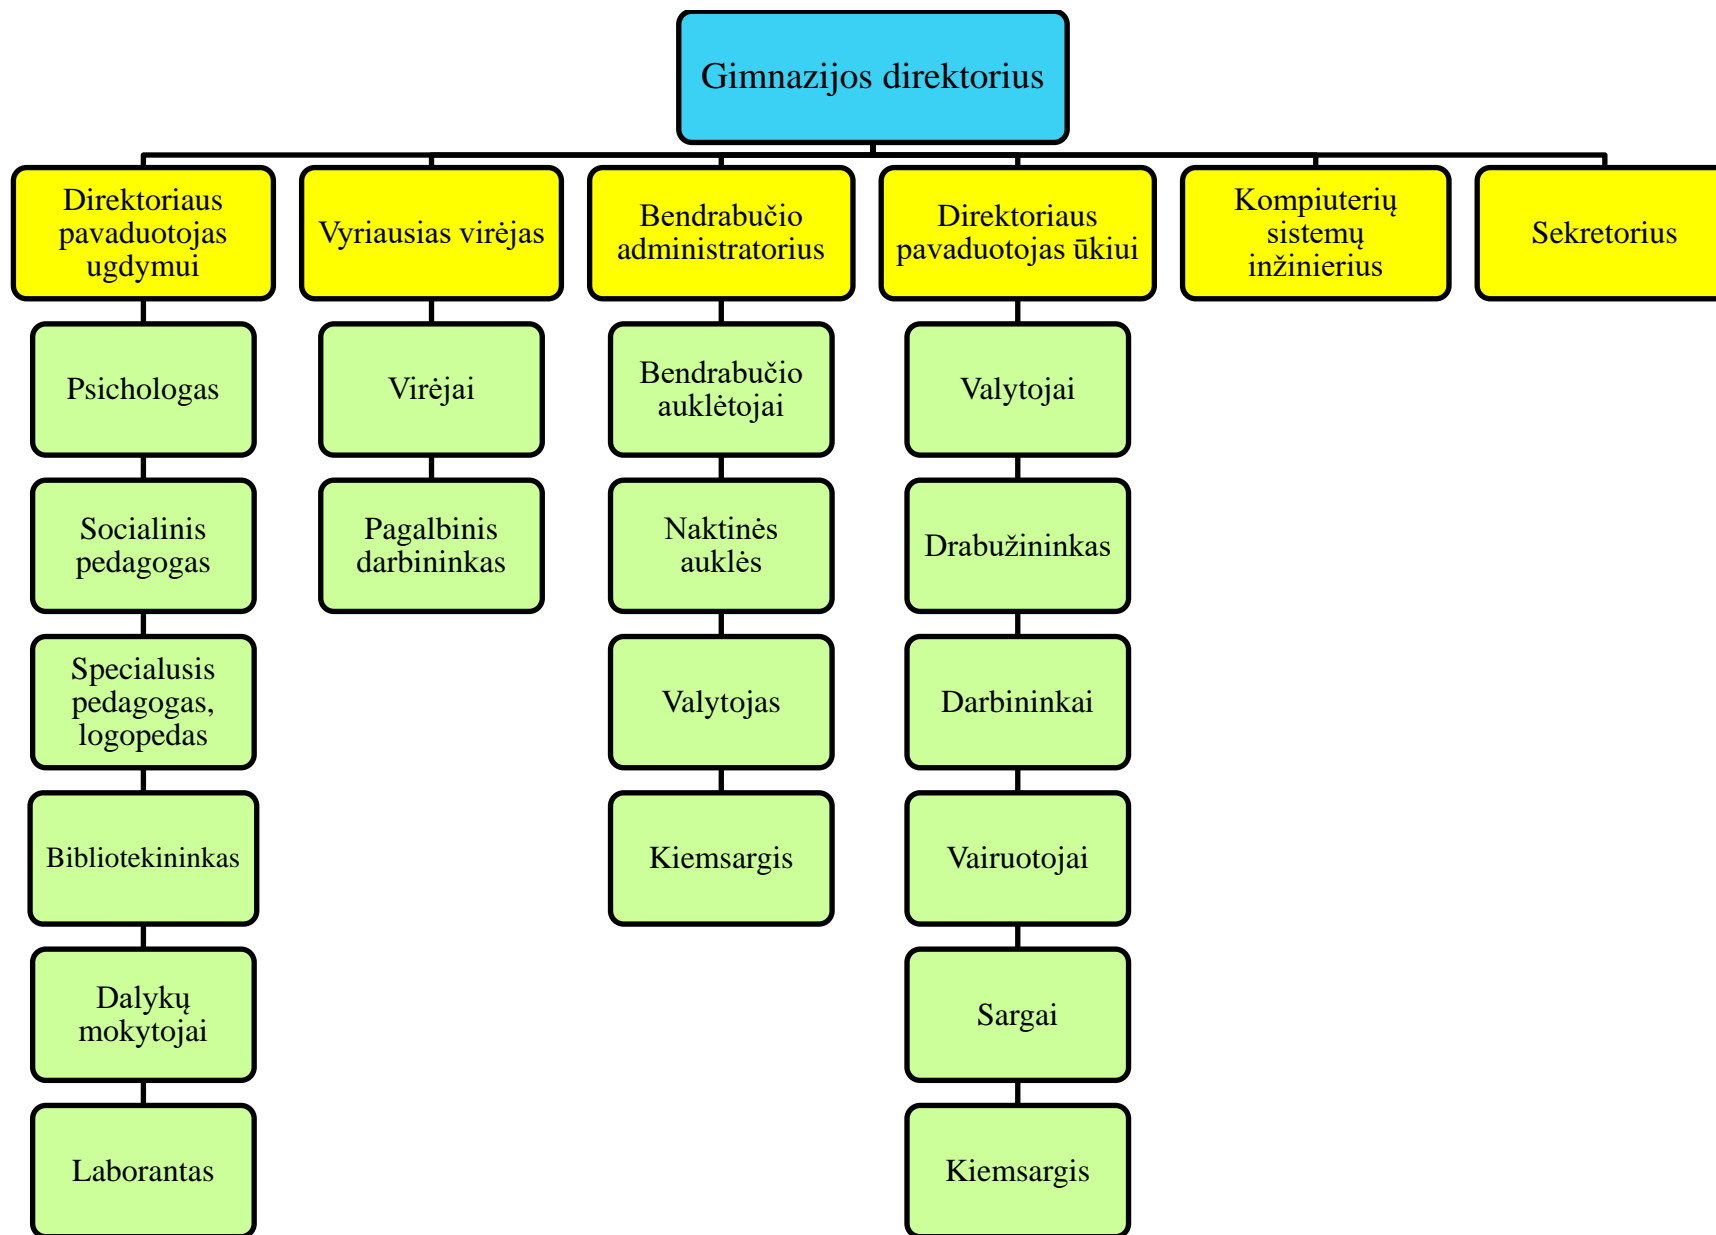 Gimnazijos direktorius
Direktoriaus
pavaduotojas
ugdymui
Vyriausias virėjas
Bendrabučio
administratorius
Direktoriaus
pavaduotojas ūkiui
Kompiuterių
sistemų
inžinierius
Sekretorius
Psichologas
Socialinis
pedagogas
Specialusis
pedagogas,
logopedas
Bibliotekininkas
Dalykų
mokytojai
Laborantas
Virėjai
Pagalbinis
darbininkas
Bendrabučio
auklėtojai
Naktinės
auklės
Valytojas
Kiemsargis
Valytojai
Drabužininkas
Darbininkai
Vairuotojai
Sargai
Kiemsargis